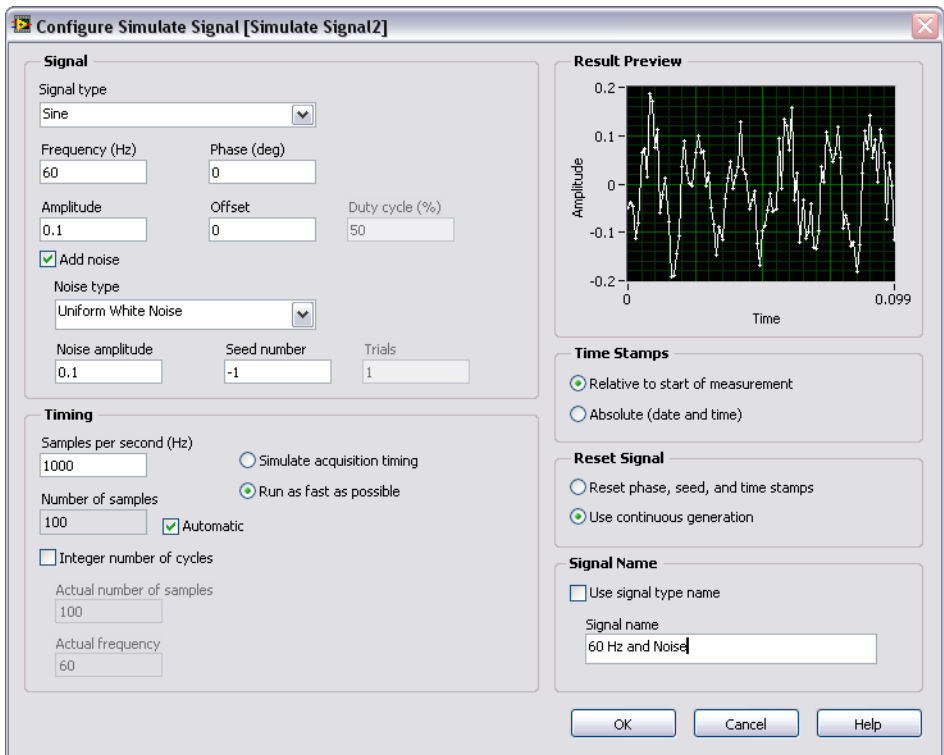 Configure Simulate Signal [Simulate Signal2]
Signal
Signal type
Sine
Frequency (Hz) Phase (deg)
60 0
Amplitude Offset Duty cycle (%)
0.1 0 50
Add noise
Noise type
Uniform White Noise
Noise amplitude Seed number Trials
0.1 -1 1
Timing
Samples per second (Hz)
1000
Simulate acquisition timing
Run as fast as possible
Number of samples
100
Automatic
Integer number of cycles
Actual number of samples
100
Actual frequency
60
Result Preview
Amplitude
0.2
0.1
0
-0.1
-0.2
0 0.099
Time
Time Stamps
Relative to start of measurement
Absolute (date and time)
Reset Signal
Reset phase, seed, and time stamps
Use continuous generation
Signal Name
Use signal type name
Signal name
60 Hz and Noise
OK Cancel Help